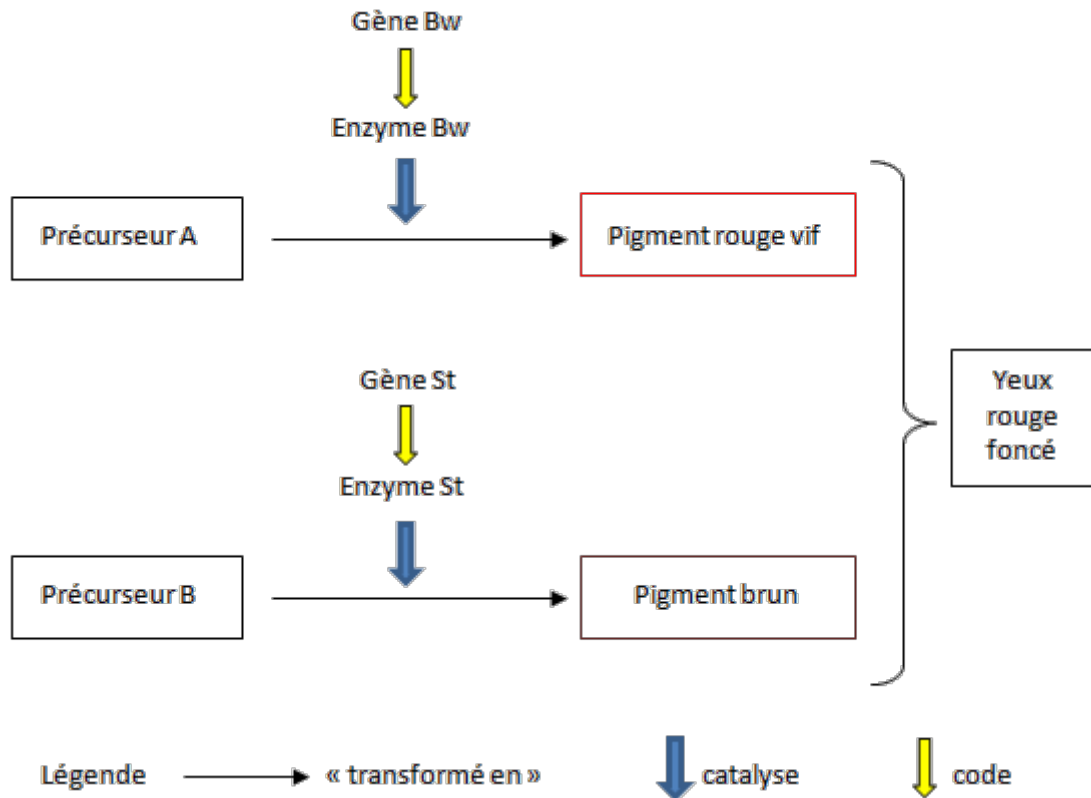 Gène Bw
Enzyme Bw
Précurseur A
Pigment rouge vif
Gène St
Enzyme St
Yeux
rouge
foncé
Précurseur B
Pigment brun
Légende
« transformé en »
catalyse
code